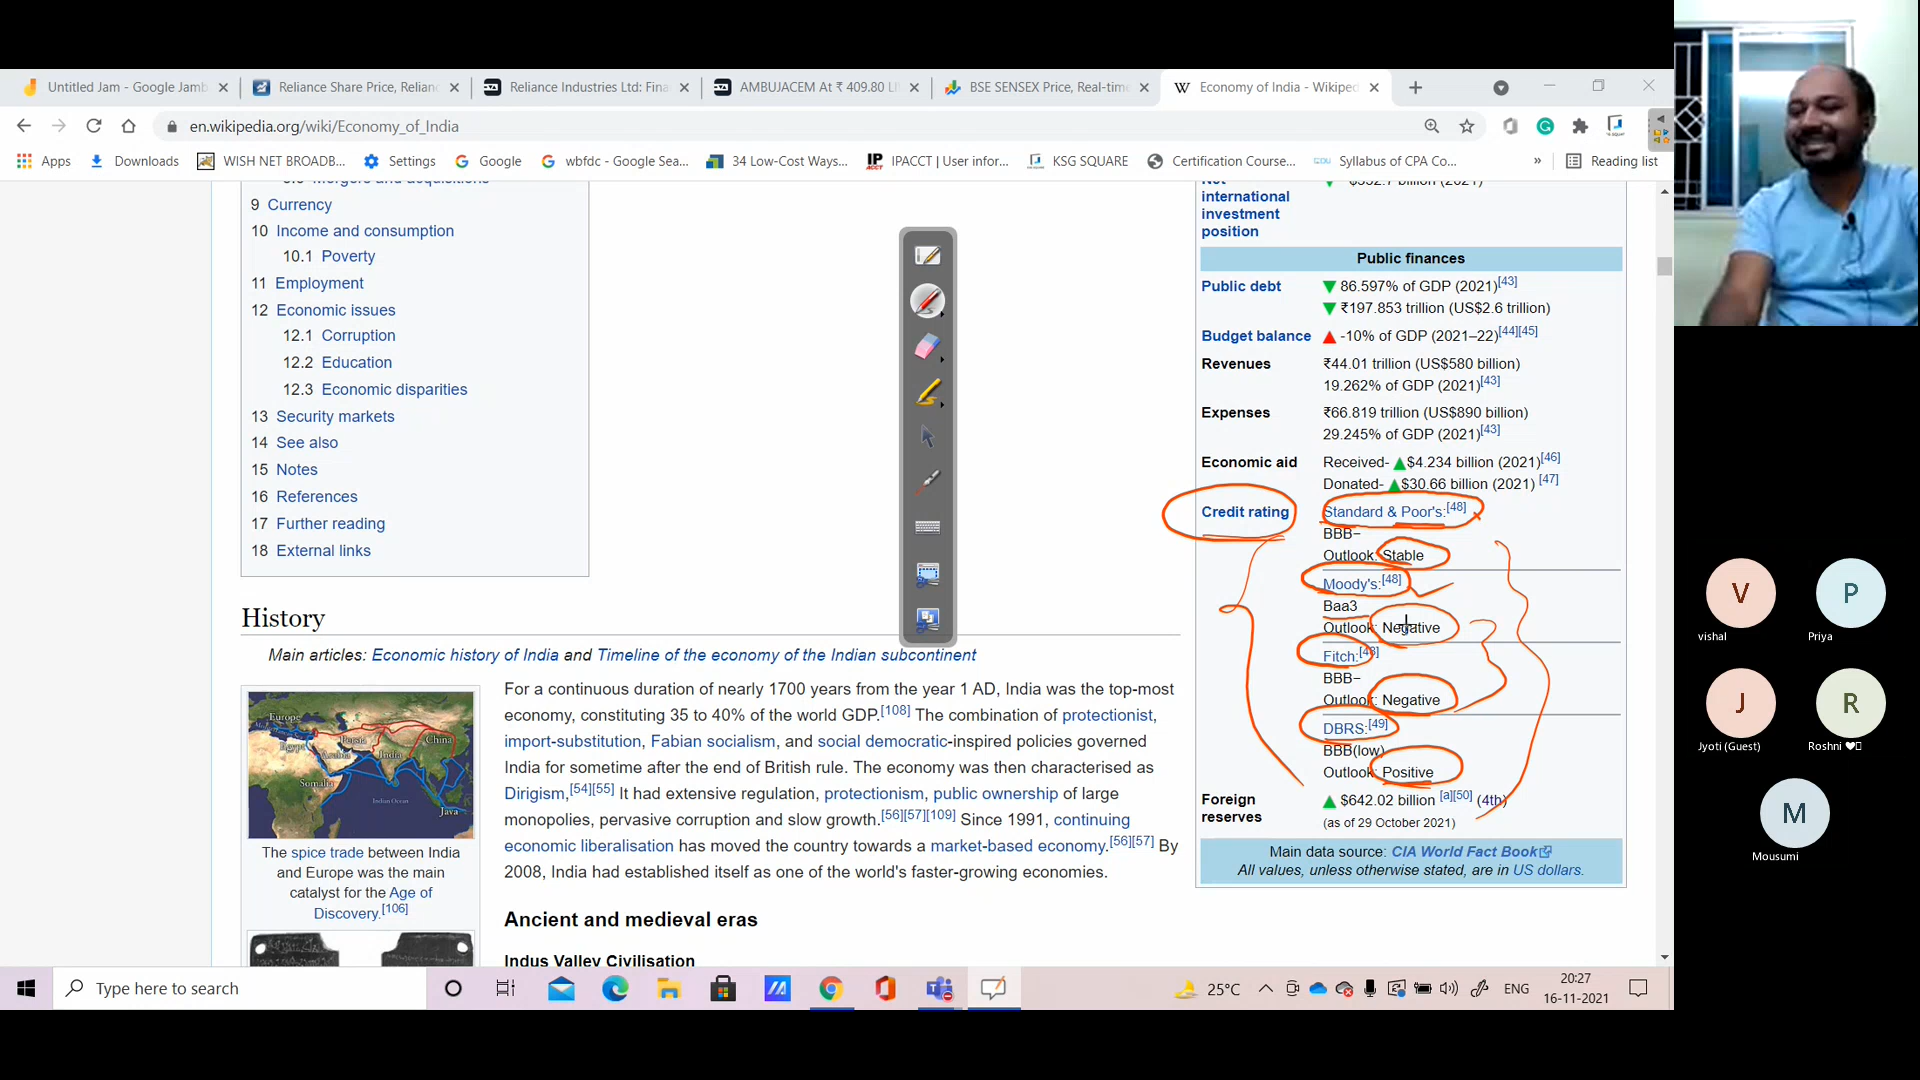 Untitled Jam - Google Jamb
Reliance Share Price, Relianc
Reliance Industries Ltd: Fina
AMBUJACEM At ₹ 409.80 LI
BSE SENSEX Price, Real-time
Economy of India - Wikiped
en.wikipedia.org/wiki/Economy_of_India
Apps
Downloads
WISH NET BROADB...
Settings
Google
wbfdc - Google Sea...
34 Low-Cost Ways...
IPACCT | User infor...
KSG SQUARE
Certification Course...
Syllabus of CPA Co...
»
Reading list
Mergers and acquisitions
9 Currency
10 Income and consumption
10.1 Poverty
11 Employment
12 Economic issues
12.1 Corruption
12.2 Education
12.3 Economic disparities
13 Security markets
14 See also
15 Notes
16 References
17 Further reading
18 External links
History
Main articles: Economic history of India and Timeline of the economy of the Indian subcontinent
Europe
Egypt
Persia
Arabia
Somalia
India
China
Indian Ocean
Java
The spice trade between India
and Europe was the main
catalyst for the Age of
Discovery.[106]
For a continuous duration of nearly 1700 years from the year 1 AD, India was the top-most
economy, constituting 35 to 40% of the world GDP.[108] The combination of protectionist,
import-substitution, Fabian socialism, and social democratic-inspired policies governed
India for sometime after the end of British rule. The economy was then characterised as
Dirigism,[54][55] It had extensive regulation, protectionism, public ownership of large
monopolies, pervasive corruption and slow growth.[56][57][109] Since 1991, continuing
economic liberalisation has moved the country towards a market-based economy.[56][57] By
2008, India had established itself as one of the world's faster-growing economies.
Ancient and medieval eras
Indus Valley Civilisation
Net
international
investment
position
Public finances
Public debt
▼ 86.597% of GDP (2021)[43]
▼ ₹197.853 trillion (US$2.6 trillion)
Budget balance
▲ -10% of GDP (2021–22)[44][45]
Revenues
₹44.01 trillion (US$580 billion)
19.262% of GDP (2021)[43]
Expenses
₹66.819 trillion (US$890 billion)
29.245% of GDP (2021)[43]
Economic aid
Received- ▲$4.234 billion (2021)[46]
Donated- ▲$30.66 billion (2021) [47]
Credit rating
Standard & Poor's:[48]
BBB−
Outlook: Stable
Moody's:[48]
Baa3
Outlook: Negative
Fitch:[48]
BBB−
Outlook: Negative
DBRS:[49]
BBB(low)
Outlook: Positive
Foreign
reserves
▲ $642.02 billion [a][50] (4th)
(as of 29 October 2021)
Main data source: CIA World Fact Book
All values, unless otherwise stated, are in US dollars.
V
vishal
P
Priya
J
Jyoti (Guest)
R
Roshni
M
Mousumi
Type here to search
25°C
ENG
20:27
16-11-2021